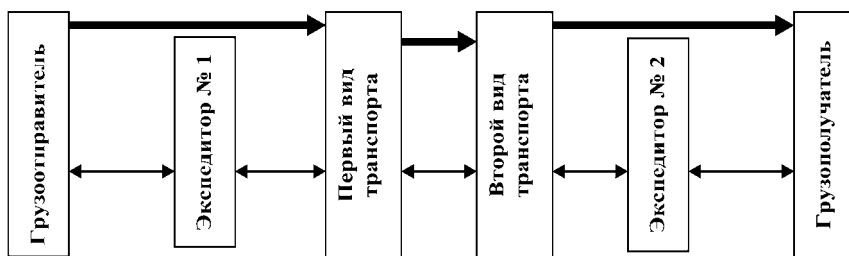 Грузоотправитель
Экспедитор № 1
Первый вид
транспорта
Второй вид
транспорта
Экспедитор № 2
Грузополучатель